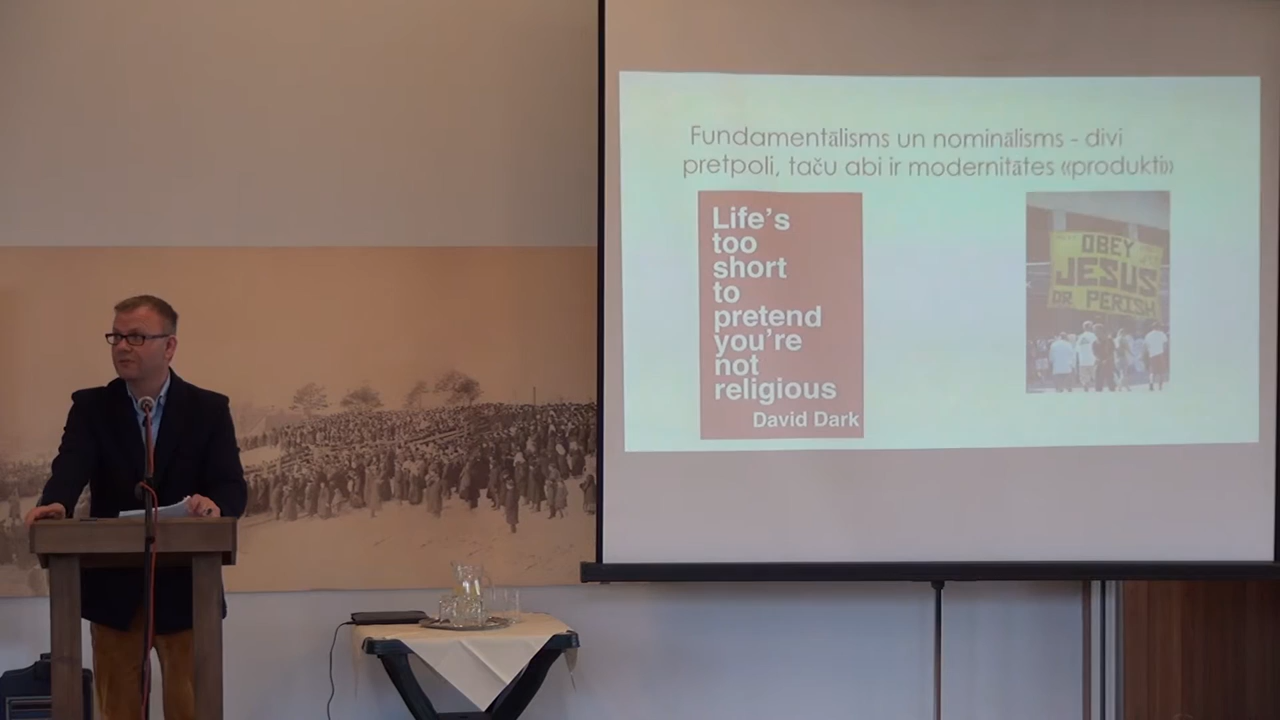 Fundamentālisms un nominālisms - divi
pretpoli, taču abi ir modernitātes «produkti»
Life's
too
short
to
pretend
you're
not
religious
David Dark
OBEY
JESUS
OR PERISH